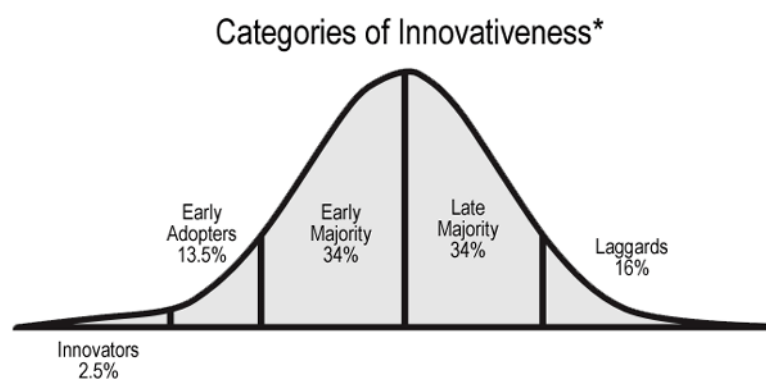 Categories of Innovativeness*
Early
Adopters
13.5%
Early
Majority
34%
Late
Majority
34%
Laggards
16%
Innovators
2.5%